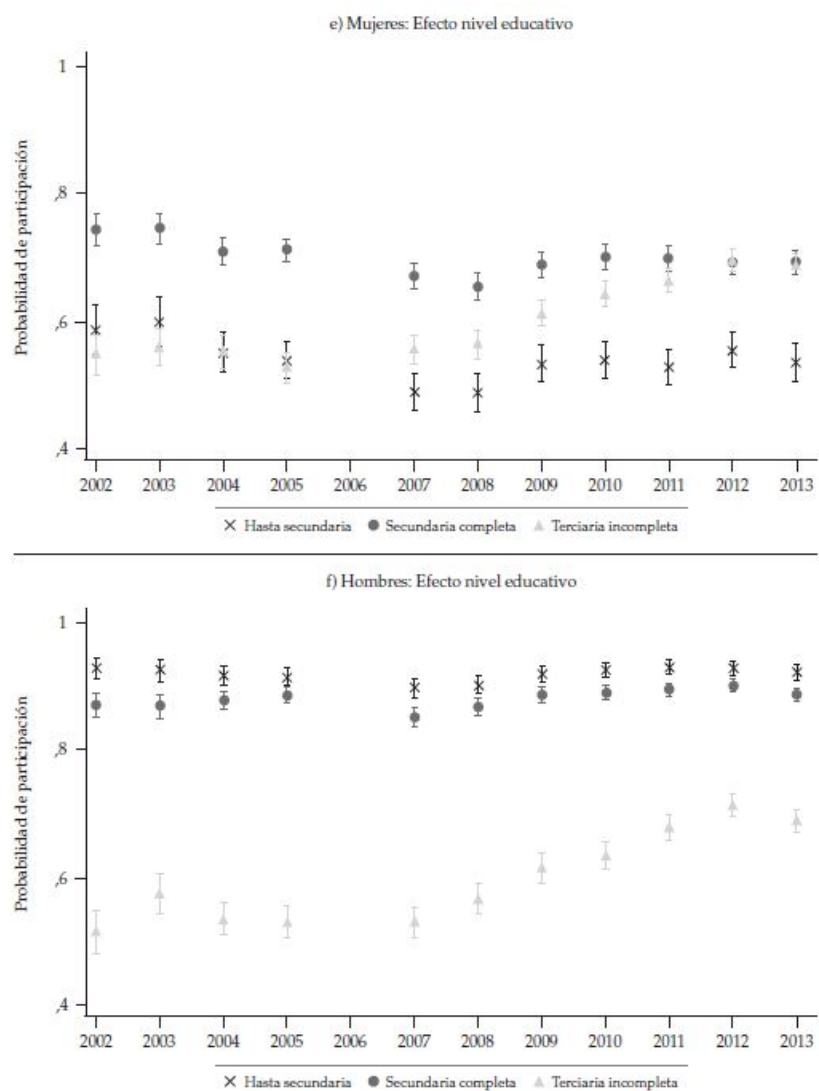 e) Mujeres: Efecto nivel educativo
Probabilidad de participación
1
,8
,6
,4
2002 2003 2004 2005 2006 2007 2008 2009 2010 2011 2012 2013
Hasta secundaria Secundaria completa Terciaria incompleta
f) Hombres: Efecto nivel educativo
Probabilidad de participación
1
,8
,6
,4
2002 2003 2004 2005 2006 2007 2008 2009 2010 2011 2012 2013
Hasta secundaria Secundaria completa Terciaria incompleta